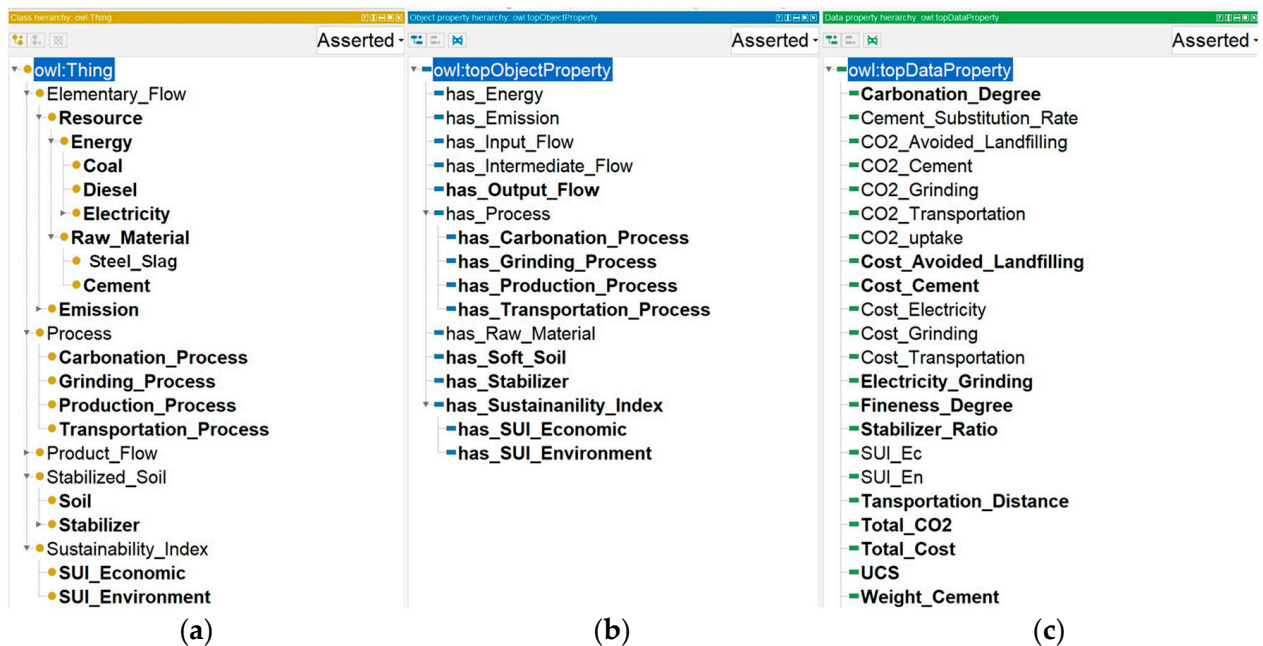 Class hierarchy: owl:Thing
Asserted
owl:Thing
Elementary_Flow
Resource
Energy
Coal
Diesel
Electricity
Raw_Material
Steel_Slag
Cement
Emission
Process
Carbonation_Process
Grinding_Process
Production_Process
Transportation_Process
Product_Flow
Stabilized_Soil
Soil
Stabilizer
Sustainability_Index
SUI_Economic
SUI_Environment
(a)
Object property hierarchy: owl:topObjectProperty
Asserted
owl:topObjectProperty
has_Energy
has_Emission
has_Input_Flow
has_Intermediate_Flow
has_Output_Flow
has_Process
has_Carbonation_Process
has_Grinding_Process
has_Production_Process
has_Transportation_Process
has_Raw_Material
has_Soft_Soil
has_Stabilizer
has_Sustainanility_Index
has_SUI_Economic
has_SUI_Environment
(b)
Data property hierarchy: owl:topDataProperty
Asserted
owl:topDataProperty
Carbonation_Degree
Cement_Substitution_Rate
CO2_Avoided_Landfilling
CO2_Cement
CO2_Grinding
CO2_Transportation
CO2_uptake
Cost_Avoided_Landfilling
Cost_Cement
Cost_Electricity
Cost_Grinding
Cost_Transportation
Electricity_Grinding
Fineness_Degree
Stabilizer_Ratio
SUI_Ec
SUI_En
Tansportation_Distance
Total_CO2
Total_Cost
UCS
Weight_Cement
(c)